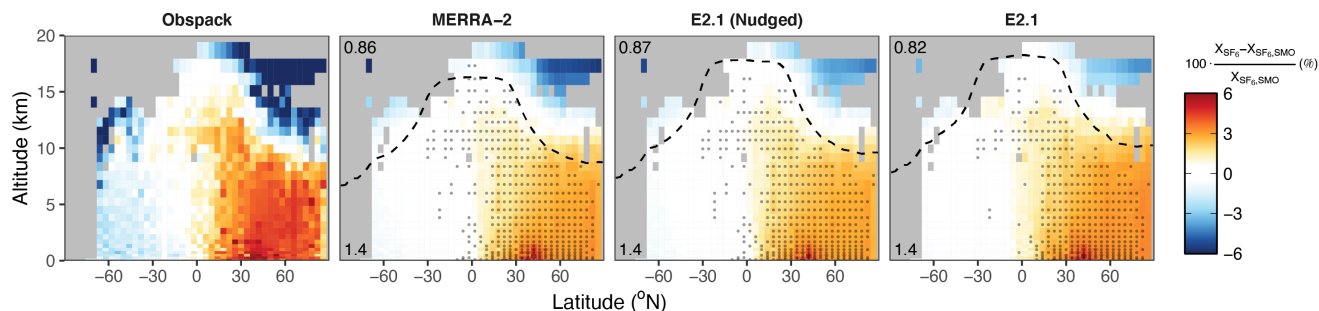 Obspack
MERRA−2
E2.1 (Nudged)
E2.1
20
15
10
5
0
Altitude (km)
0.86
1.4
0.87
1.4
0.82
1.4
−60 −30 0 30 60
−60 −30 0 30 60
−60 −30 0 30 60
−60 −30 0 30 60
Latitude (°N)
100 · (X_SF₆ − X_SF₆,SMO) / X_SF₆,SMO (%)
6
3
0
−3
−6